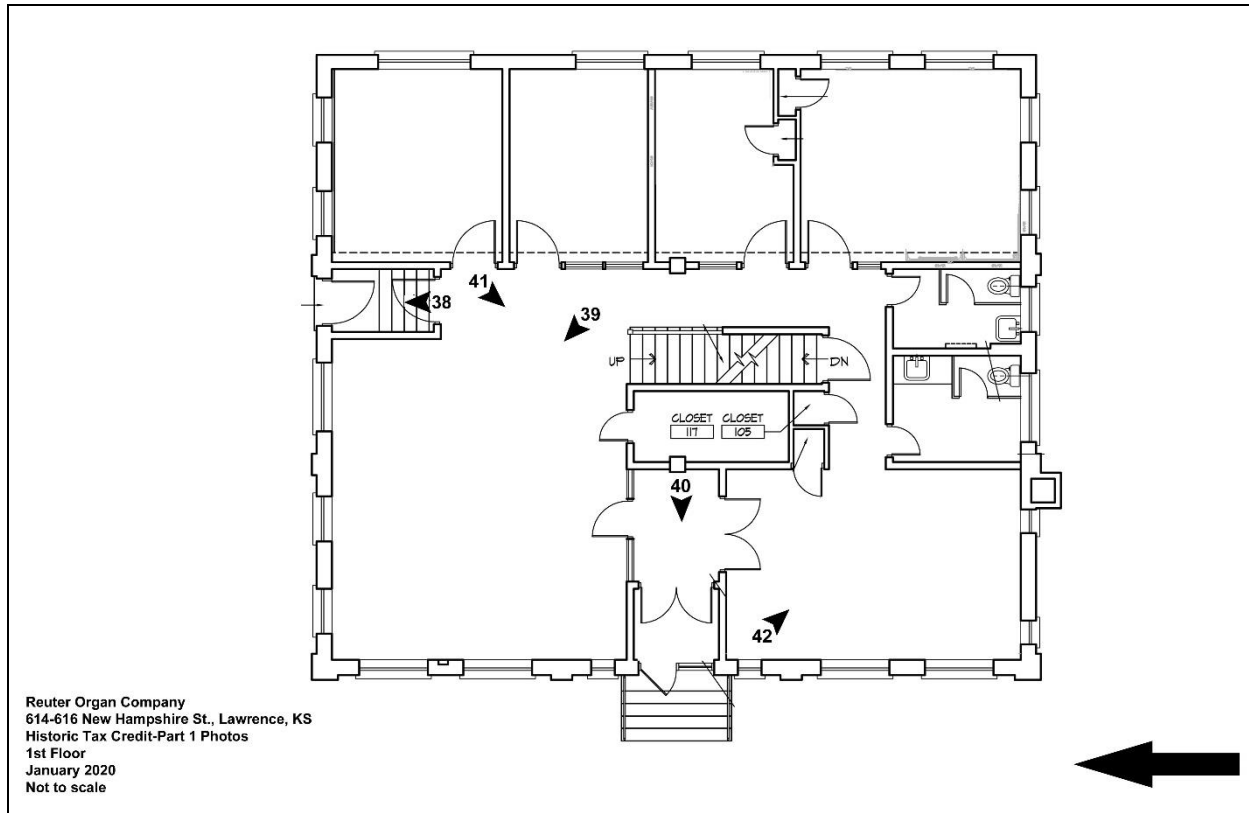 41
38
39
UP
DN
CLOSET CLOSET
117 105
40
42
Reuter Organ Company
614-616 New Hampshire St., Lawrence, KS
Historic Tax Credit-Part 1 Photos
1st Floor
January 2020
Not to scale